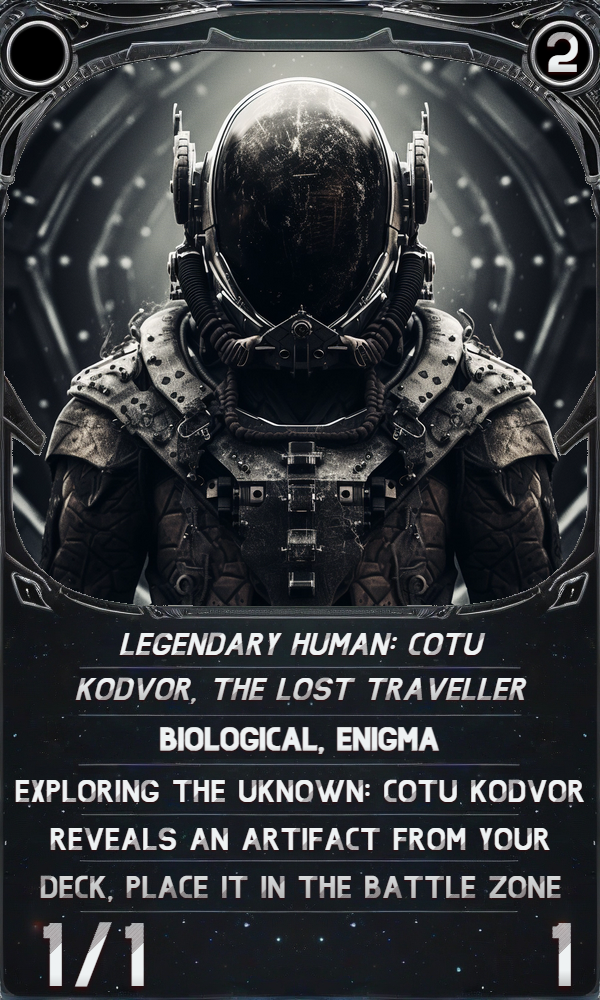 2
LEGENDARY HUMAN: COTU
KODVOR, THE LOST TRAVELLER
BIOLOGICAL, ENIGMA
EXPLORING THE UKNOWN: COTU KODVOR
REVEALS AN ARTIFACT FROM YOUR
DECK, PLACE IT IN THE BATTLE ZONE
1/1
1